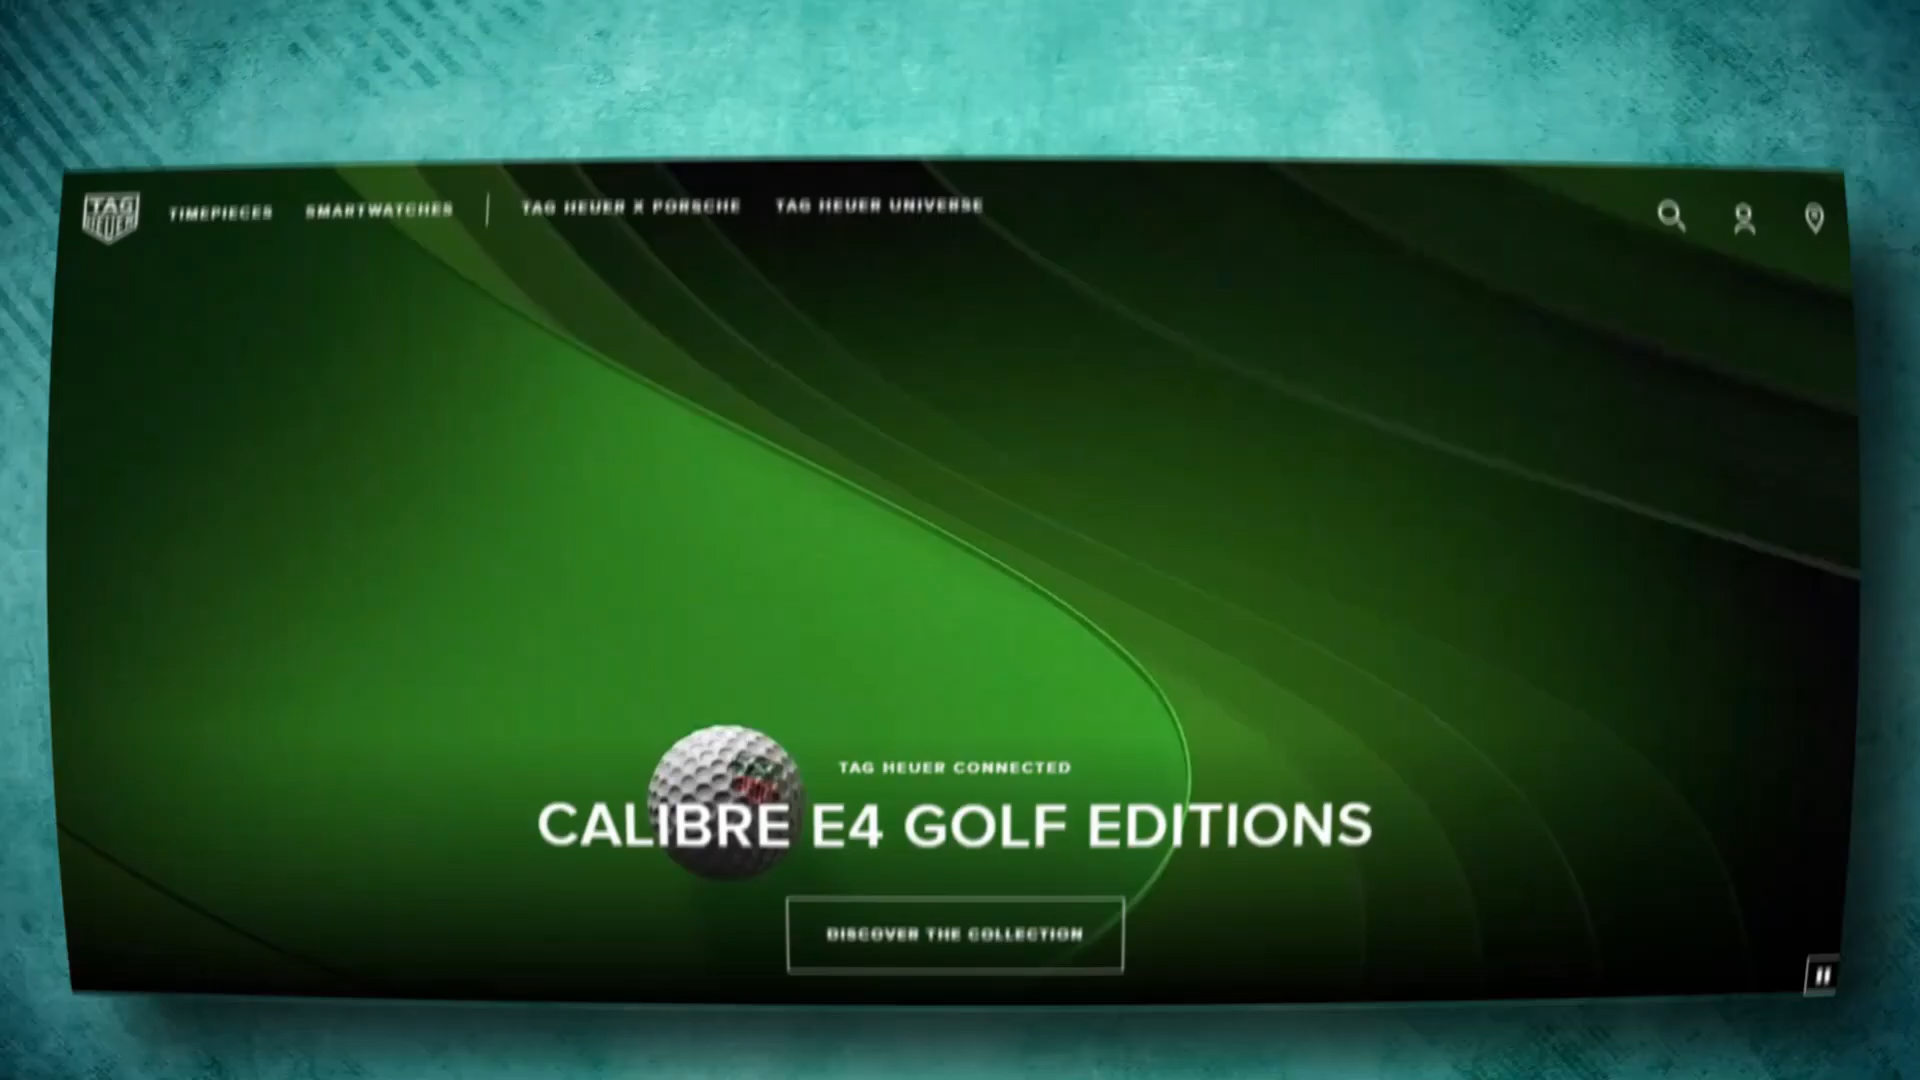 TAG
HEUER
TIMEPIECES
SMARTWATCHES
TAG HEUER X PORSCHE
TAG HEUER UNIVERSE
TAG HEUER CONNECTED
CALIBRE E4 GOLF EDITIONS
DISCOVER THE COLLECTION